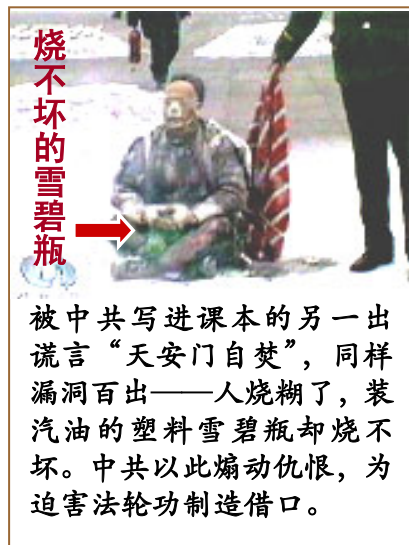 烧不坏的雪碧瓶
被中共写进课本的另一出
谎言“天安门自焚”，同样
漏洞百出——人烧糊了，装
汽油的塑料雪碧瓶却烧不
坏。中共以此煽动仇恨，为
迫害法轮功制造借口。